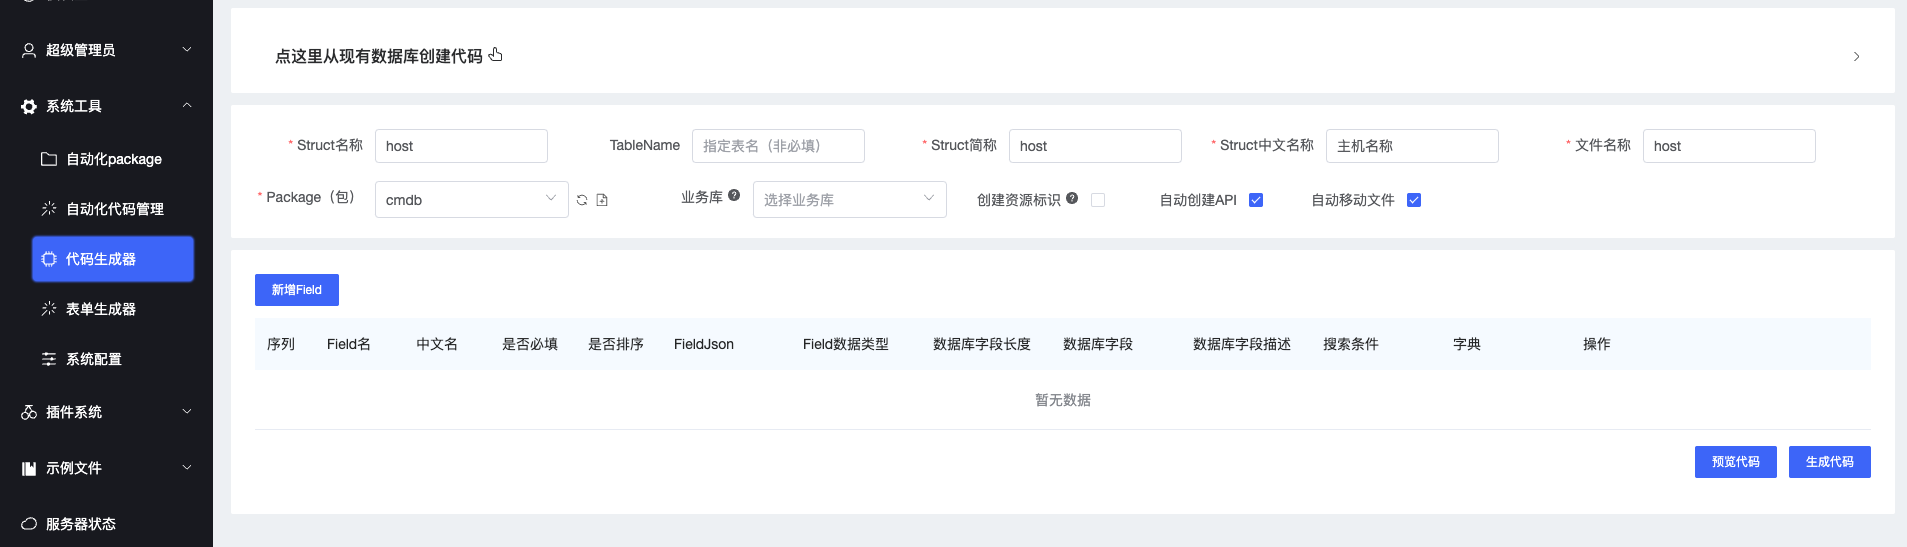 超级管理员
系统工具
自动化package
自动化代码管理
代码生成器
表单生成器
系统配置
插件系统
示例文件
服务器状态
点这里从现有数据库创建代码
* Struct名称 host TableName 指定表名（非必填） * Struct简称 host * Struct中文名称 主机名称 * 文件名称 host
* Package（包） cmdb 业务库 选择业务库 创建资源标识 自动创建API 自动移动文件
新增Field
序列 Field名 中文名 是否必填 是否排序 FieldJson Field数据类型 数据库字段长度 数据库字段 数据库字段描述 搜索条件 字典 操作
暂无数据
预览代码 生成代码